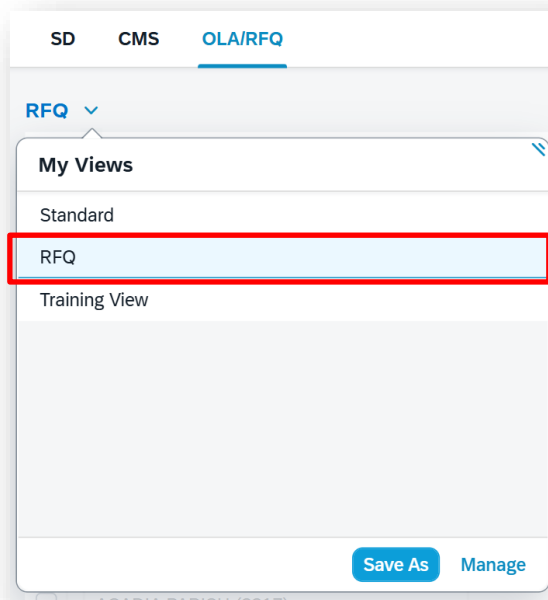 SD CMS OLA/RFQ
RFQ
My Views
Standard
RFQ
Training View
Save As Manage